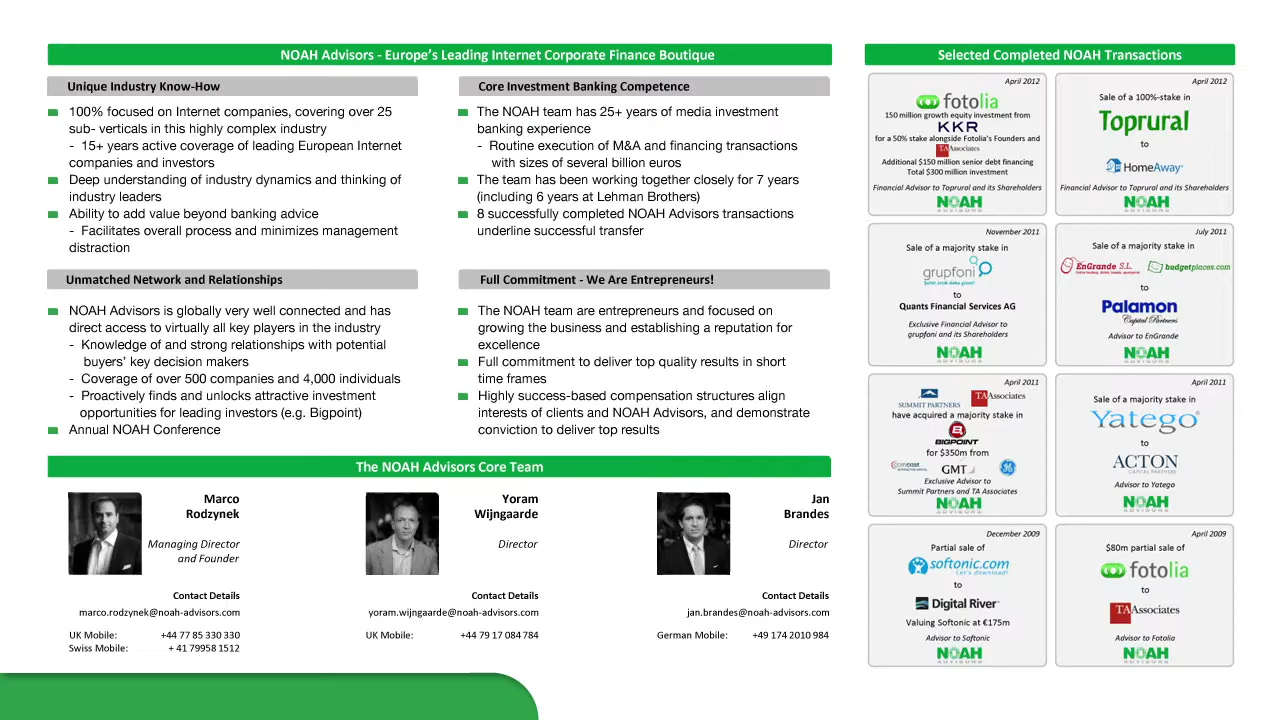 NOAH Advisors - Europe's Leading Internet Corporate Finance Boutique
Unique Industry Know-How
100% focused on Internet companies, covering over 25
sub- verticals in this highly complex industry
- 15+ years active coverage of leading European Internet
companies and investors
Deep understanding of industry dynamics and thinking of
industry leaders
Ability to add value beyond banking advice
- Facilitates overall process and minimizes management
distraction
Core Investment Banking Competence
The NOAH team has 25+ years of media investment
banking experience
- Routine execution of M&A and financing transactions
with sizes of several billion euros
The team has been working together closely for 7 years
(including 6 years at Lehman Brothers)
8 successfully completed NOAH Advisors transactions
underline successful transfer
Unmatched Network and Relationships
NOAH Advisors is globally very well connected and has
direct access to virtually all key players in the industry
- Knowledge of and strong relationships with potential
buyers' key decision makers
- Coverage of over 500 companies and 4,000 individuals
- Proactively finds and unlocks attractive investment
opportunities for leading investors (e.g. Bigpoint)
Annual NOAH Conference
Full Commitment - We Are Entrepreneurs!
The NOAH team are entrepreneurs and focused on
growing the business and establishing a reputation for
excellence
Full commitment to deliver top quality results in short
time frames
Highly success-based compensation structures align
interests of clients and NOAH Advisors, and demonstrate
conviction to deliver top results
The NOAH Advisors Core Team
Marco
Rodzynek
Managing Director
and Founder
Contact Details
marco.rodzynek@noah-advisors.com
UK Mobile: +44 77 85 330 330
Swiss Mobile: + 41 79958 1512
Yoram
Wijngaarde
Director
Contact Details
yoram.wijngaarde@noah-advisors.com
UK Mobile: +44 79 17 084 784
Jan
Brandes
Director
Contact Details
jan.brandes@noah-advisors.com
German Mobile: +49 174 2010 984
Selected Completed NOAH Transactions
April 2012
fotolia
150 million growth equity investment from
KKR
for a 50% stake alongside Fotolia's Founders and
TA Associates
Additional $150 million senior debt financing
Total $300 million investment
Financial Advisor to Toprural and its Shareholders
NOAH
ADVISORS
April 2012
Sale of a 100%-stake in
Toprural
to
HomeAway
Financial Advisor to Toprural and its Shareholders
NOAH
ADVISORS
November 2011
Sale of a majority stake in
grupfoni
to
Quants Financial Services AG
Exclusive Financial Advisor to
grupfoni and its Shareholders
NOAH
ADVISORS
July 2011
Sale of a majority stake in
EnGrande S.L.
budgetplaces.com
to
Palamon
Capital Partners
Advisor to EnGrande
NOAH
ADVISORS
April 2011
SUMMIT PARTNERS TA Associates
have acquired a majority stake in
BIGPOINT
for $350m from
comcast
GMT
Exclusive Advisor to
Summit Partners and TA Associates
NOAH
ADVISORS
April 2011
Sale of a majority stake in
Yatego®
to
ACTON
CAPITAL PARTNERS
Advisor to Yatego
NOAH
ADVISORS
December 2009
Partial sale of
softonic.com
Let's download!
to
Digital River
Valuing Softonic at €175m
Advisor to Softonic
NOAH
ADVISORS
April 2009
$80m partial sale of
fotolia
to
TA Associates
Advisor to Fotolia
NOAH
ADVISORS